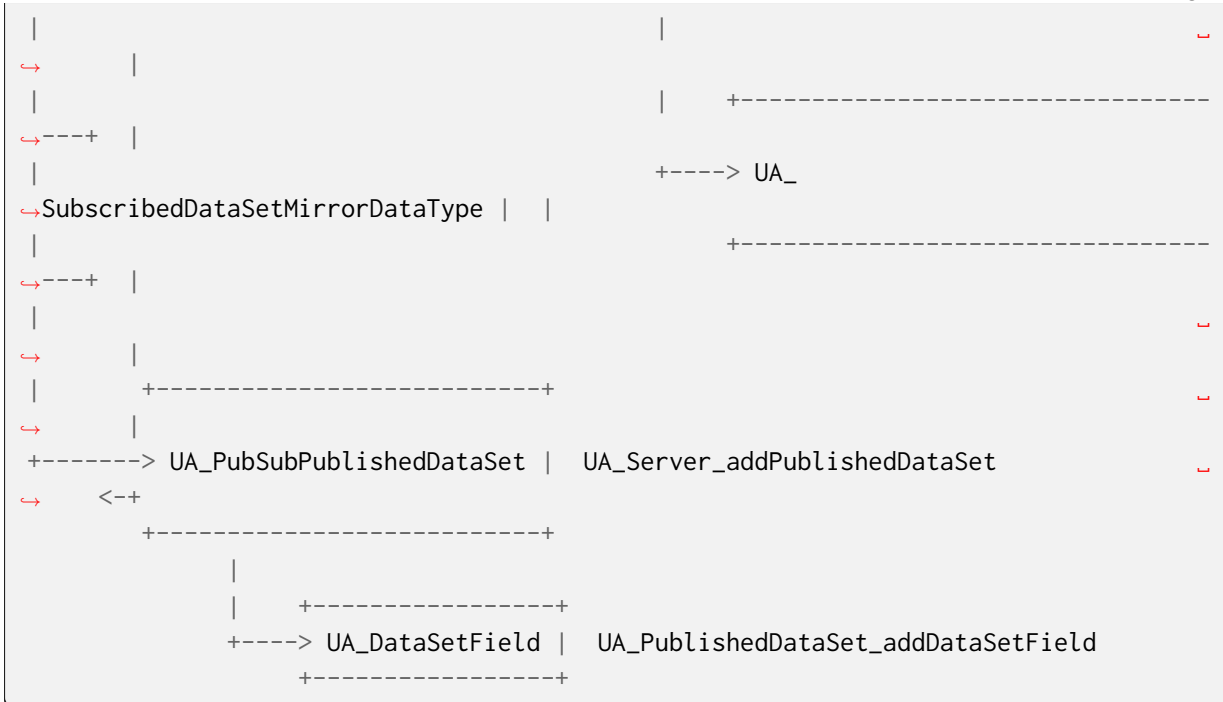 |                                            |                                      ␣
↪       |
|                                            |    +---------------------------------
↪---+  |
|                                            +----> UA_
↪SubscribedDataSetMirrorDataType |  |
|                                                 +---------------------------------
↪---+  |
|                                                                                   ␣
↪       |
|       +----------------------------+                                              ␣
↪       |
+-------> UA_PubSubPublishedDataSet |  UA_Server_addPublishedDataSet                ␣
↪     <-+
        +----------------------------+
              |
              |    +------------------+
              +----> UA_DataSetField |  UA_PublishedDataSet_addDataSetField
                   +------------------+